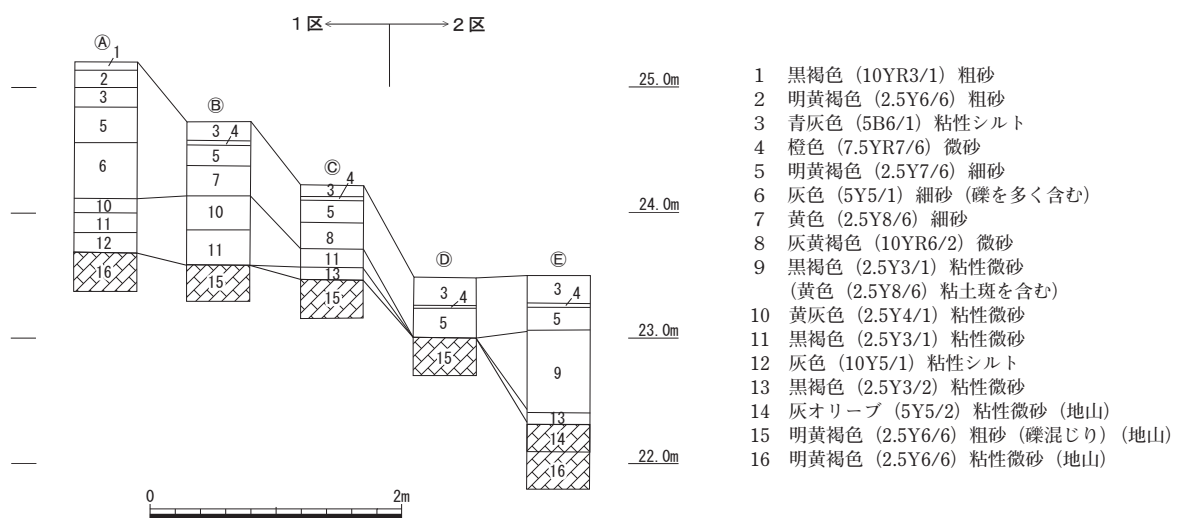 1 区 2 区
Ⓐ 1
2
3
5
6
10
11
12
16
Ⓑ
3 4
5
7
10
11
15
Ⓒ
4
3
5
8
11
13
15
Ⓓ
3 4
5
15
Ⓔ
3 4
5
9
13
14
16
25.0m
24.0m
23.0m
22.0m
0 2m
1 黒褐色（10YR3/1）粗砂
2 明黄褐色（2.5Y6/6）粗砂
3 青灰色（5B6/1）粘性シルト
4 橙色（7.5YR7/6）微砂
5 明黄褐色（2.5Y7/6）細砂
6 灰色（5Y5/1）細砂（礫を多く含む）
7 黄色（2.5Y8/6）細砂
8 灰黄褐色（10YR6/2）微砂
9 黒褐色（2.5Y3/1）粘性微砂
（黄色（2.5Y8/6）粘土斑を含む）
10 黄灰色（2.5Y4/1）粘性微砂
11 黒褐色（2.5Y3/1）粘性微砂
12 灰色（10Y5/1）粘性シルト
13 黒褐色（2.5Y3/2）粘性微砂
14 灰オリーブ（5Y5/2）粘性微砂（地山）
15 明黄褐色（2.5Y6/6）粗砂（礫混じり）（地山）
16 明黄褐色（2.5Y6/6）粘性微砂（地山）